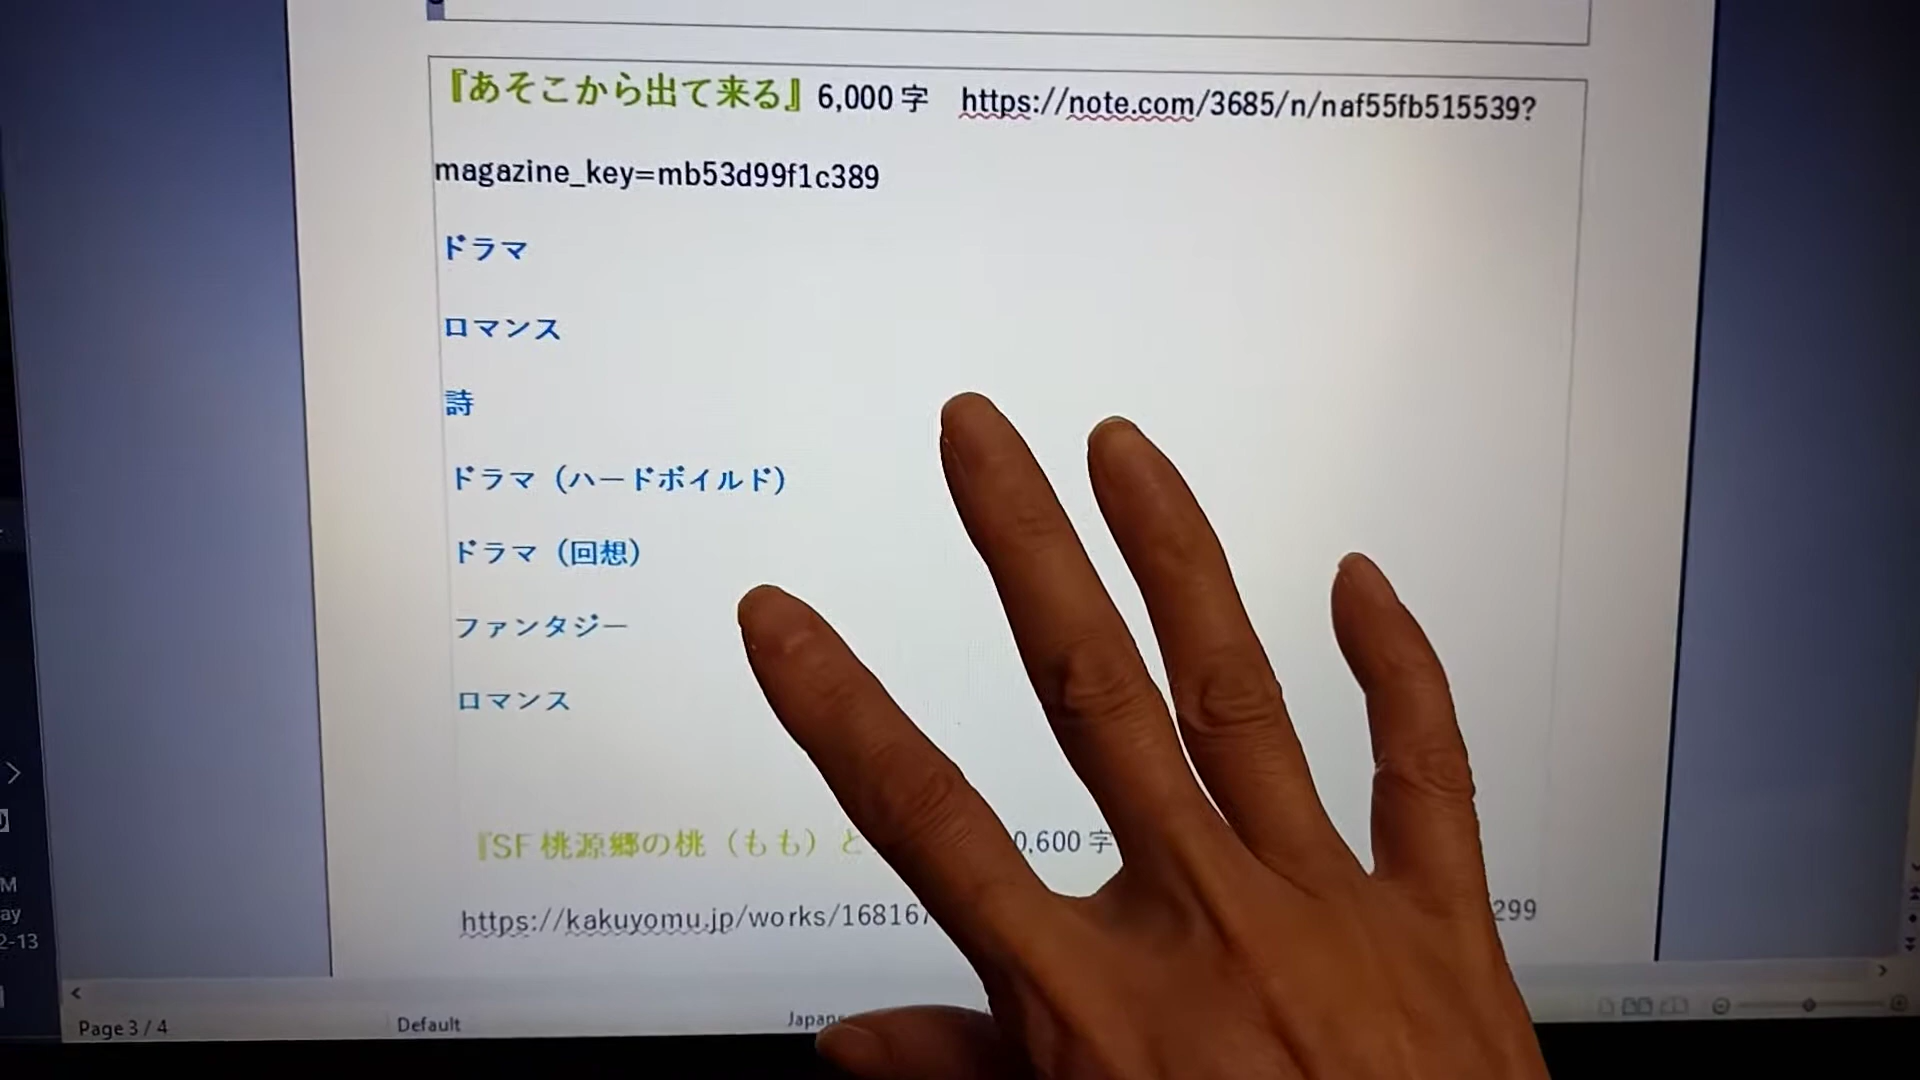 『あそこから出て来る』6,000字 https://note.com/3685/n/naf55fb515539?
magazine_key=mb53d99f1c389
ドラマ
ロマンス
詩
ドラマ（ハードボイルド）
ドラマ（回想）
ファンタジー
ロマンス
『SF 桃源郷の桃（もも）と 0,600字
https://kakuyomu.jp/works/16816 299
Page 3 / 4 Default